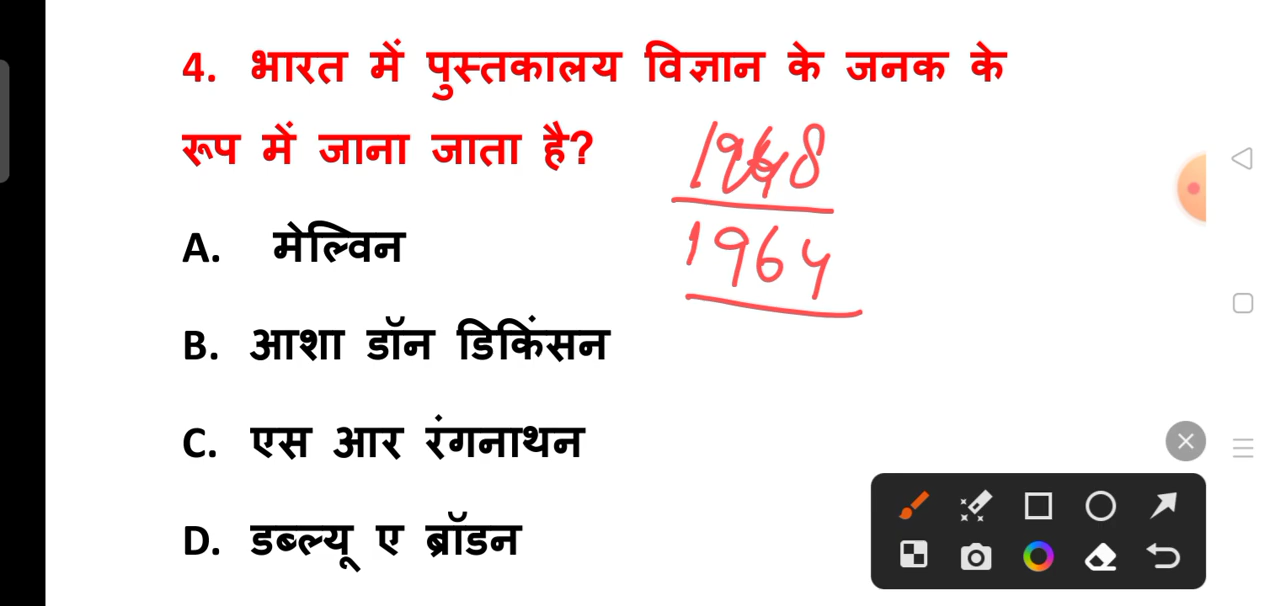 4. भारत में पुस्तकालय विज्ञान के जनक के
रूप में जाना जाता है?
1964
A. मेल्विन
B. आशा डॉन डिकिंसन
C. एस आर रंगनाथन
D. डब्ल्यू ए ब्रॉडन